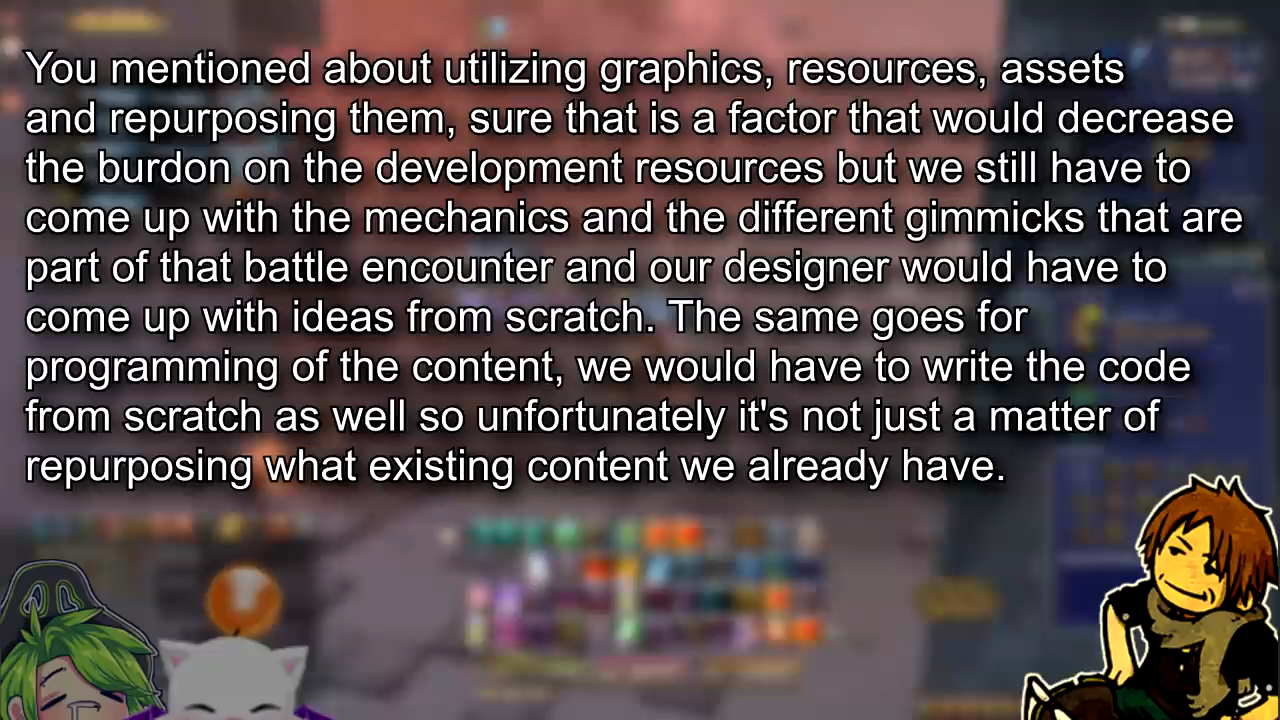 You mentioned about utilizing graphics, resources, assets
and repurposing them, sure that is a factor that would decrease
the burdon on the development resources but we still have to
come up with the mechanics and the different gimmicks that are
part of that battle encounter and our designer would have to
come up with ideas from scratch. The same goes for
programming of the content, we would have to write the code
from scratch as well so unfortunately it's not just a matter of
repurposing what existing content we already have.